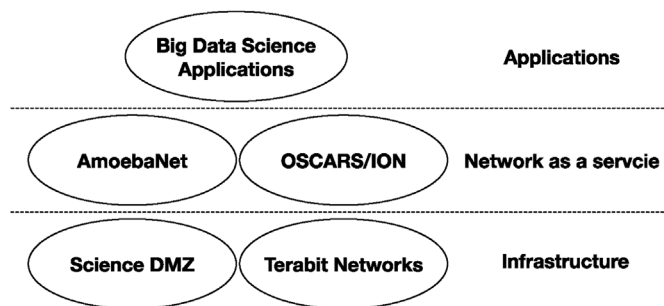 Big Data Science
Applications
Applications
AmoebaNet
OSCARS/ION
Network as a servcie
Science DMZ
Terabit Networks
Infrastructure